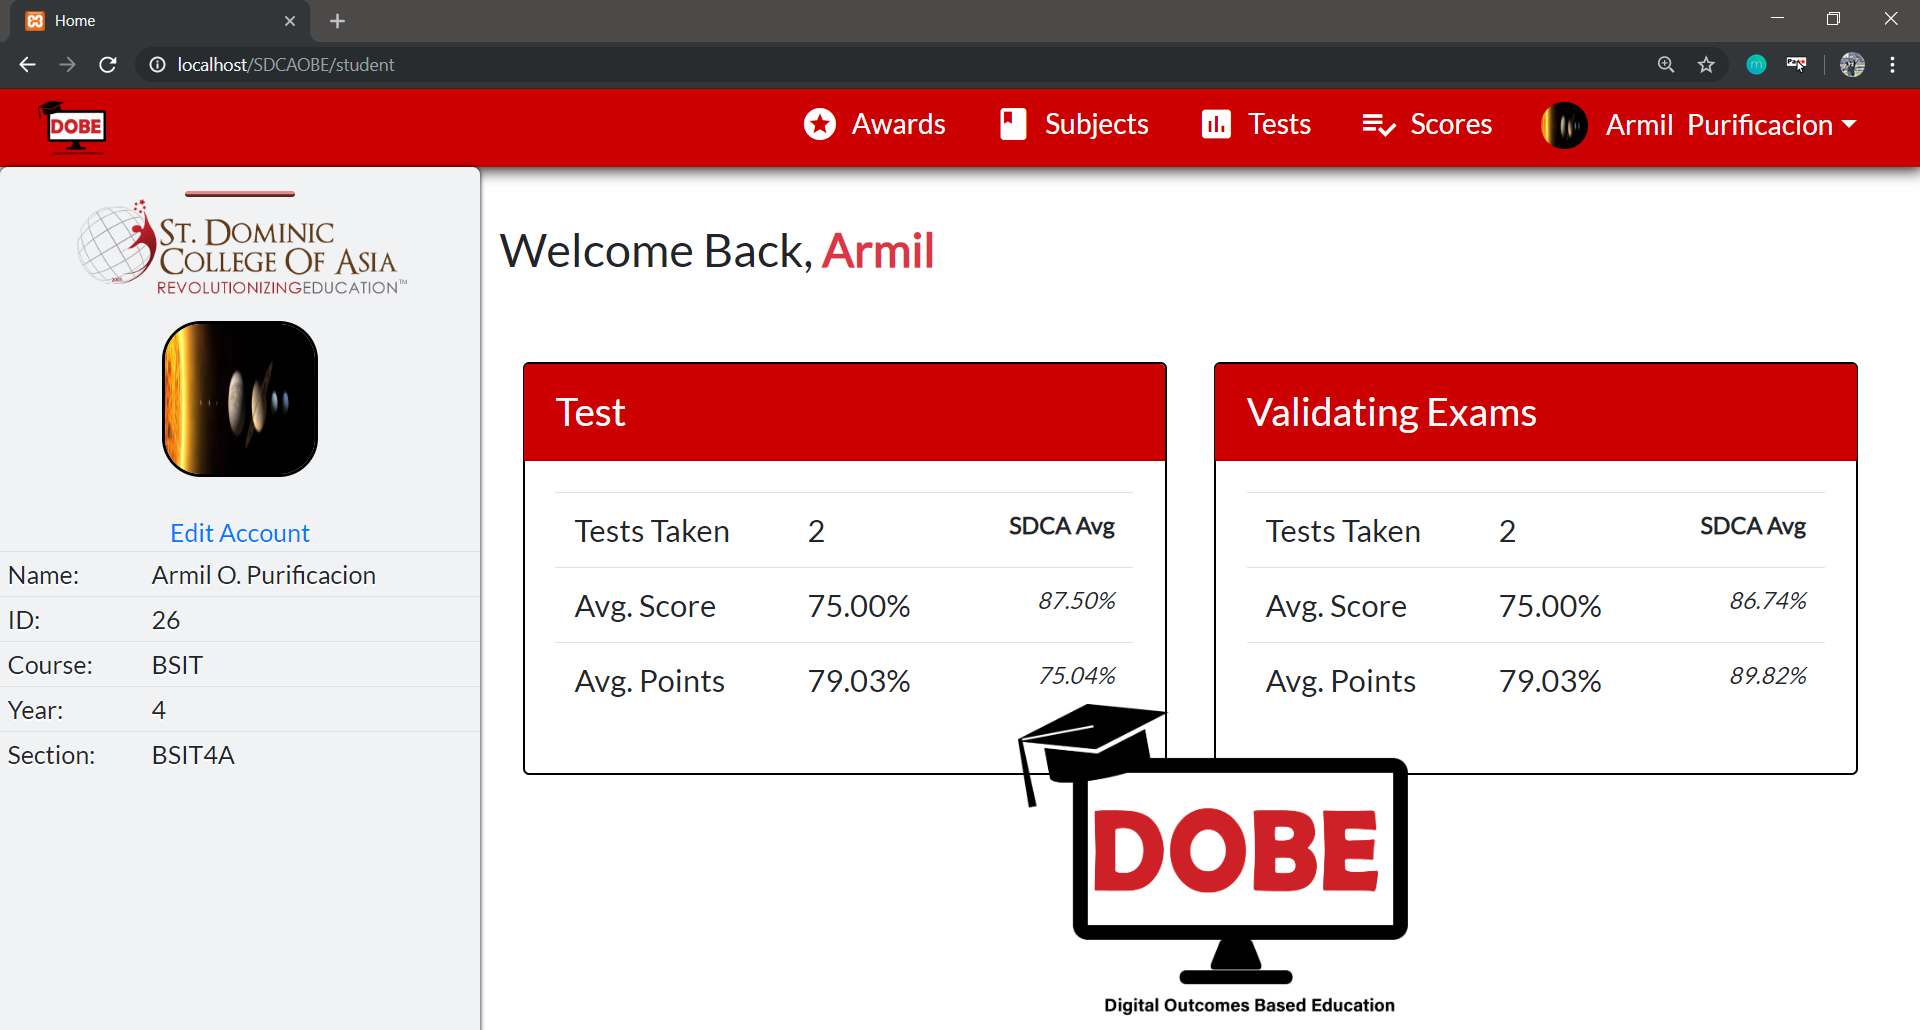 Home
localhost/SDCAOBE/student
DOBE
Awards
Subjects
Tests
Scores
Armil Purificacion
ST. DOMINIC
COLLEGE OF ASIA
REVOLUTIONIZINGEDUCATION™
Edit Account
Name: Armil O. Purificacion
ID: 26
Course: BSIT
Year: 4
Section: BSIT4A
Welcome Back, Armil
Test
Tests Taken 2 SDCA Avg
Avg. Score 75.00% 87.50%
Avg. Points 79.03% 75.04%
Validating Exams
Tests Taken 2 SDCA Avg
Avg. Score 75.00% 86.74%
Avg. Points 79.03% 89.82%
DOBE
Digital Outcomes Based Education